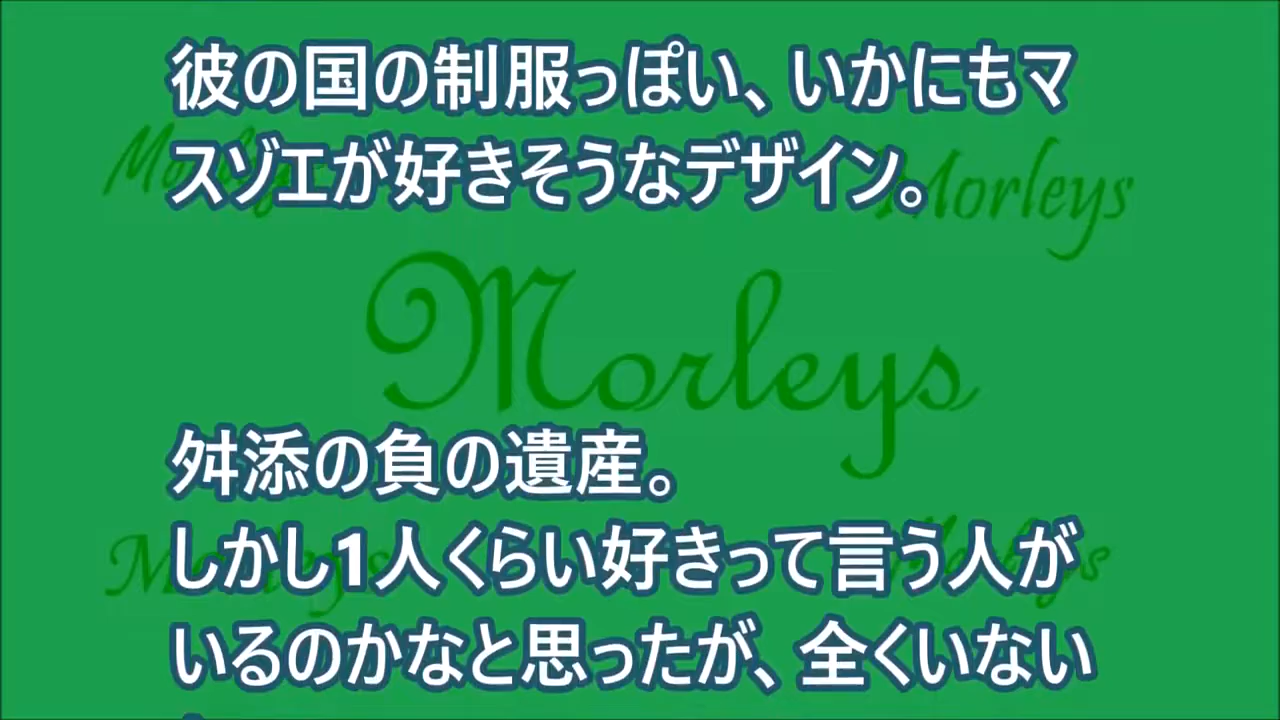 彼の国の制服っぽい、いかにもマ
スゾエが好きそうなデザイン。
Morleys
Morleys
Morleys
舛添の負の遺産。
しかし1人くらい好きって言う人が
Morleys
Morleys
いるのかなと思ったが、全くいない